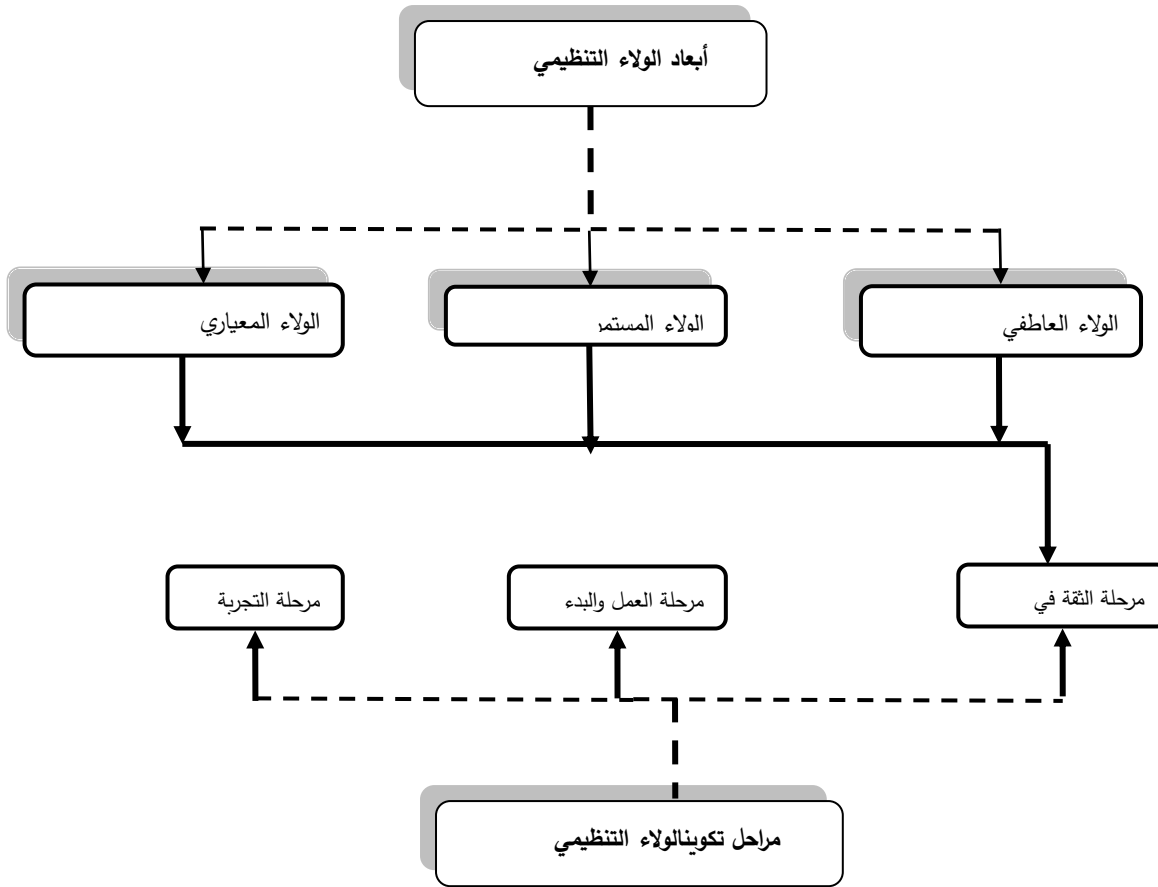 أبعاد الولاء التنظيمي
الولاء العاطفي
الولاء المستمر
الولاء المعياري
مرحلة الثقة في
مرحلة العمل والبدء
مرحلة التجربة
مراحل تكوينالولاء التنظيمي